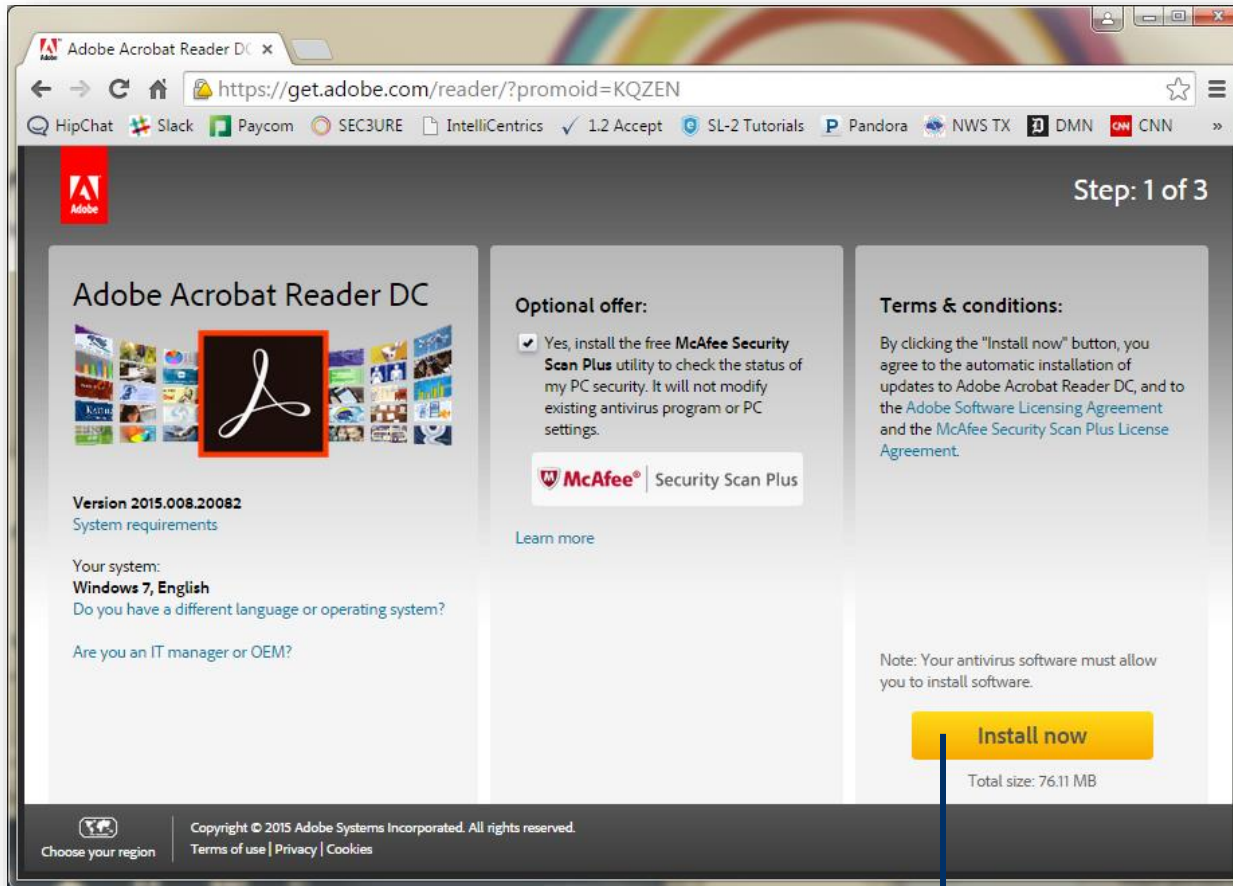 Adobe Acrobat Reader DC
https://get.adobe.com/reader/?promoid=KQZEN
HipChat Slack Paycom SEC3URE IntelliCentrics 1.2 Accept SL-2 Tutorials Pandora NWS TX DMN CNN »
Adobe
Step: 1 of 3
Adobe Acrobat Reader DC
Version 2015.008.20082
System requirements
Your system:
Windows 7, English
Do you have a different language or operating system?
Are you an IT manager or OEM?
Optional offer:
Yes, install the free McAfee Security
Scan Plus utility to check the status of
my PC security. It will not modify
existing antivirus program or PC
settings.
McAfee® | Security Scan Plus
Learn more
Terms & conditions:
By clicking the "Install now" button, you
agree to the automatic installation of
updates to Adobe Acrobat Reader DC, and to
the Adobe Software Licensing Agreement
and the McAfee Security Scan Plus License
Agreement.
Note: Your antivirus software must allow
you to install software.
Install now
Total size: 76.11 MB
Choose your region
Copyright © 2015 Adobe Systems Incorporated. All rights reserved.
Terms of use | Privacy | Cookies